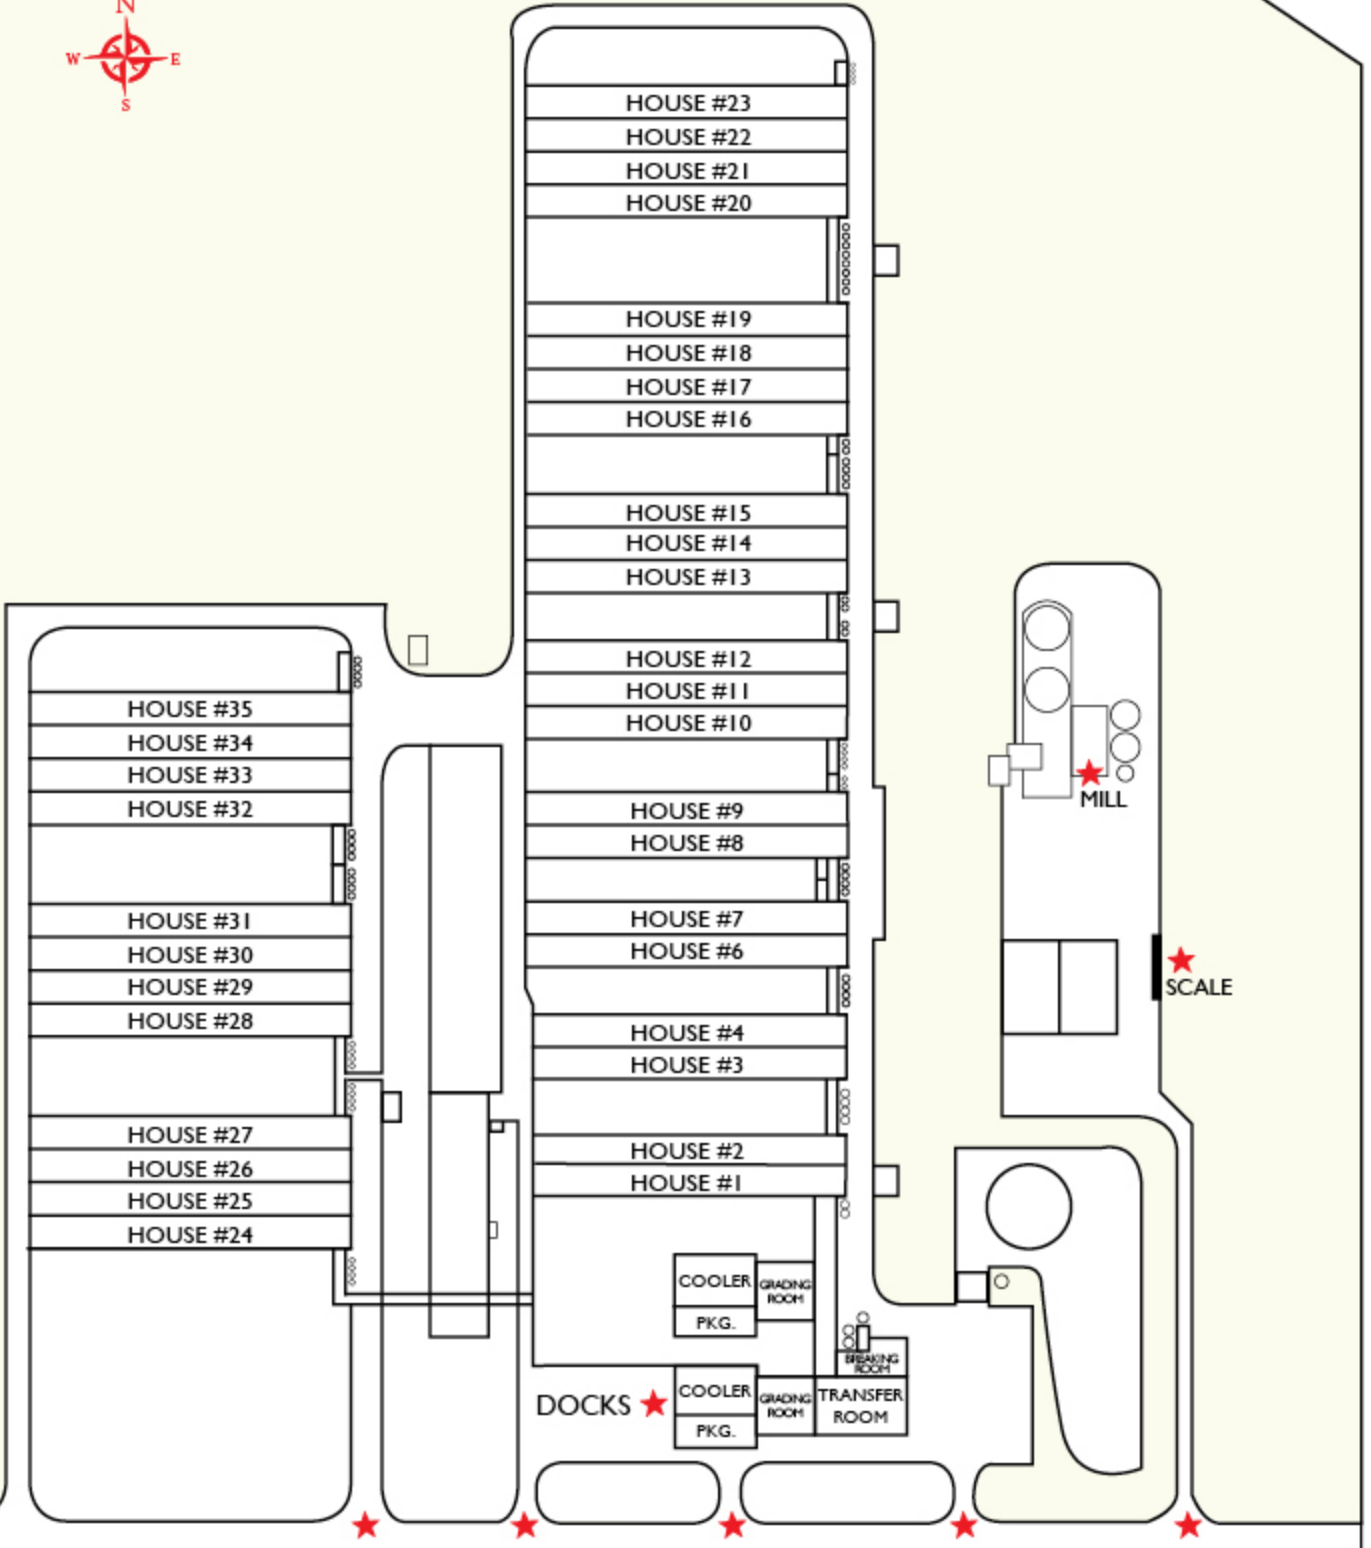 N
W E
S
HOUSE #23
HOUSE #22
HOUSE #21
HOUSE #20
HOUSE #19
HOUSE #18
HOUSE #17
HOUSE #16
HOUSE #15
HOUSE #14
HOUSE #13
HOUSE #12
HOUSE #11
HOUSE #10
HOUSE #9
HOUSE #8
HOUSE #7
HOUSE #6
HOUSE #4
HOUSE #3
HOUSE #2
HOUSE #1
HOUSE #35
HOUSE #34
HOUSE #33
HOUSE #32
HOUSE #31
HOUSE #30
HOUSE #29
HOUSE #28
HOUSE #27
HOUSE #26
HOUSE #25
HOUSE #24
MILL
SCALE
COOLER
PKG.
GRADING
ROOM
BREAKING
ROOM
DOCKS
COOLER
PKG.
GRADING
ROOM
TRANSFER
ROOM